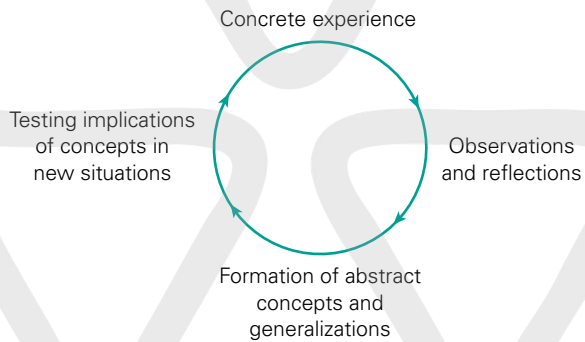 Concrete experience
Observations
and reflections
Formation of abstract
concepts and
generalizations
Testing implications
of concepts in
new situations